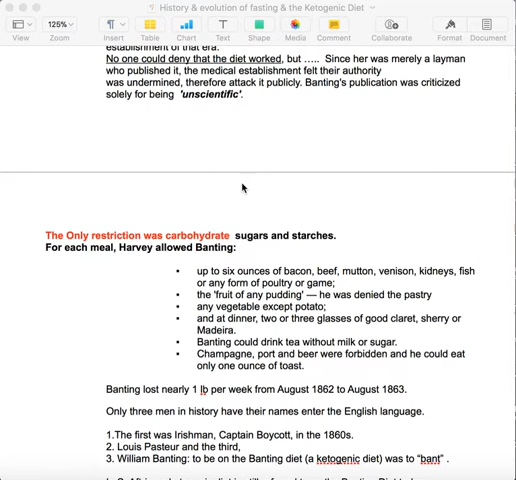 History & evolution of fasting & the Ketogenic Diet
125%
View
Zoom
Insert
Table
Chart
Text
Shape
Media
Comment
Collaborate
Format
Document
establishment of that era.
No one could deny that the diet worked, but ….. Since her was merely a layman
who published it, the medical establishment felt their authority
was undermined, therefore attack it publicly. Banting's publication was criticized
solely for being 'unscientific'.
The Only restriction was carbohydrate sugars and starches.
For each meal, Harvey allowed Banting:
▪ up to six ounces of bacon, beef, mutton, venison, kidneys, fish
or any form of poultry or game;
▪ the 'fruit of any pudding' — he was denied the pastry
▪ any vegetable except potato;
▪ and at dinner, two or three glasses of good claret, sherry or
Madeira.
▪ Banting could drink tea without milk or sugar.
▪ Champagne, port and beer were forbidden and he could eat
only one ounce of toast.
Banting lost nearly 1 lb per week from August 1862 to August 1863.
Only three men in history have their names enter the English language.
1.The first was Irishman, Captain Boycott, in the 1860s.
2. Louis Pasteur and the third,
3. William Banting: to be on the Banting diet (a ketogenic diet) was to “bant” .